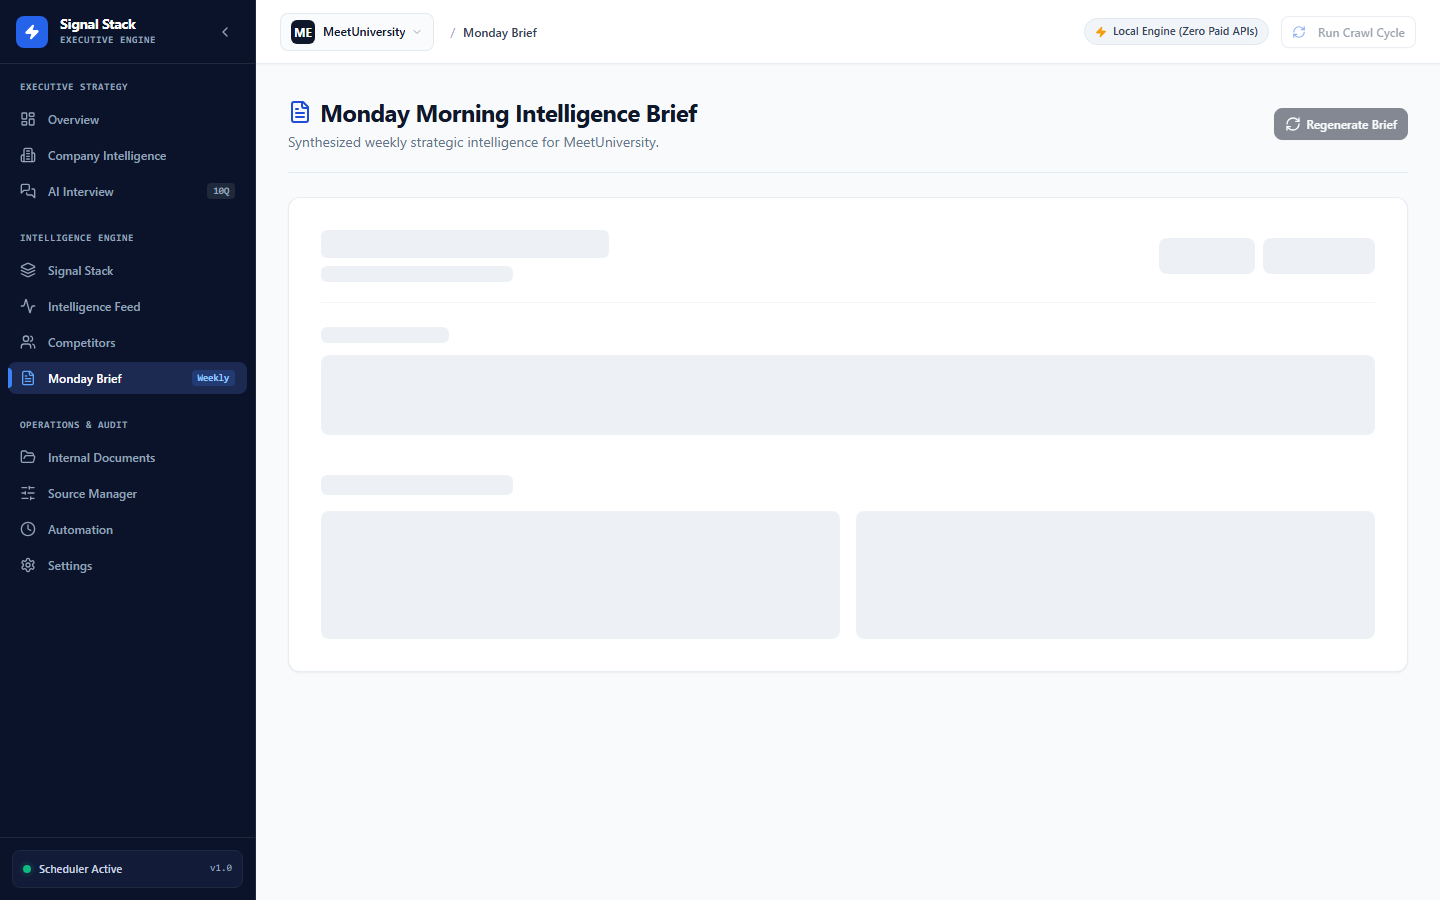 Signal Stack
EXECUTIVE ENGINE
EXECUTIVE STRATEGY
Overview
Company Intelligence
AI Interview
10Q
INTELLIGENCE ENGINE
Signal Stack
Intelligence Feed
Competitors
Monday Brief
Weekly
OPERATIONS & AUDIT
Internal Documents
Source Manager
Automation
Settings
Scheduler Active
v1.0
ME MeetUniversity / Monday Brief
Local Engine (Zero Paid APIs)
Run Crawl Cycle
Monday Morning Intelligence Brief
Synthesized weekly strategic intelligence for MeetUniversity.
Regenerate Brief